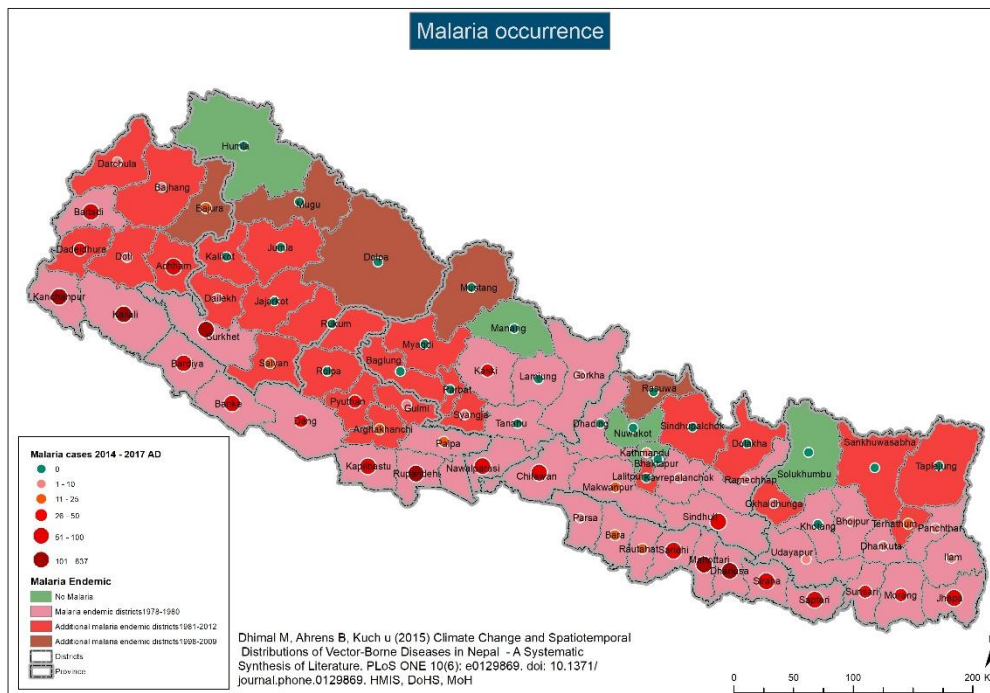 Malaria occurrence
Humla
Darchula
Bajhang
Bajura
Mugu
Baitadi
Dadeldhura
Doti
Achham
Kalikot
Jumla
Dolpa
Mustang
Kanchanpur
Kailali
Dailekh
Jajarkot
Rukum
Surkhet
Manang
Myagdi
Bardiya
Salyan
Rolpa
Baglung
Parbat
Kaski
Lamjung
Gorkha
Rasuwa
Banke
Dang
Pyuthan
Gulmi
Syangja
Tanahu
Dhading
Nuwakot
Sindhupalchok
Dolakha
Solukhumbu
Sankhuwasabha
Taplejung
Arghakhanchi
Palpa
Kathmandu
Bhaktapur
Lalitpur
Kavrepalanchok
Ramechhap
Kapilbastu
Rupandehi
Nawalparasi
Chitawan
Makwanpur
Okhaldhunga
Khotang
Bhojpur
Terhathum
Panchthar
Parsa
Bara
Rautahat
Sarlahi
Sindhuli
Mahottari
Dhanusa
Siraha
Udayapur
Dhankuta
Ilam
Saptari
Sunsari
Morang
Jhapa
Malaria cases 2014 - 2017 AD
0
1 - 10
11 - 25
26 - 50
51 - 100
101 - 637
Malaria Endemic
No Malaria
Malaria endemic districts1978-1980
Additional malaria endemic districts1981-2012
Additional malaria endemic districts1998-2009
Districts
Province
Dhimal M, Ahrens B, Kuch u (2015) Climate Change and Spatiotemporal
Distributions of Vector-Borne Diseases in Nepal - A Systematic
Synthesis of Literature. PLoS ONE 10(6): e0129869. doi: 10.1371/
journal.phone.0129869. HMIS, DoHS, MoH
0 50 100 200 K